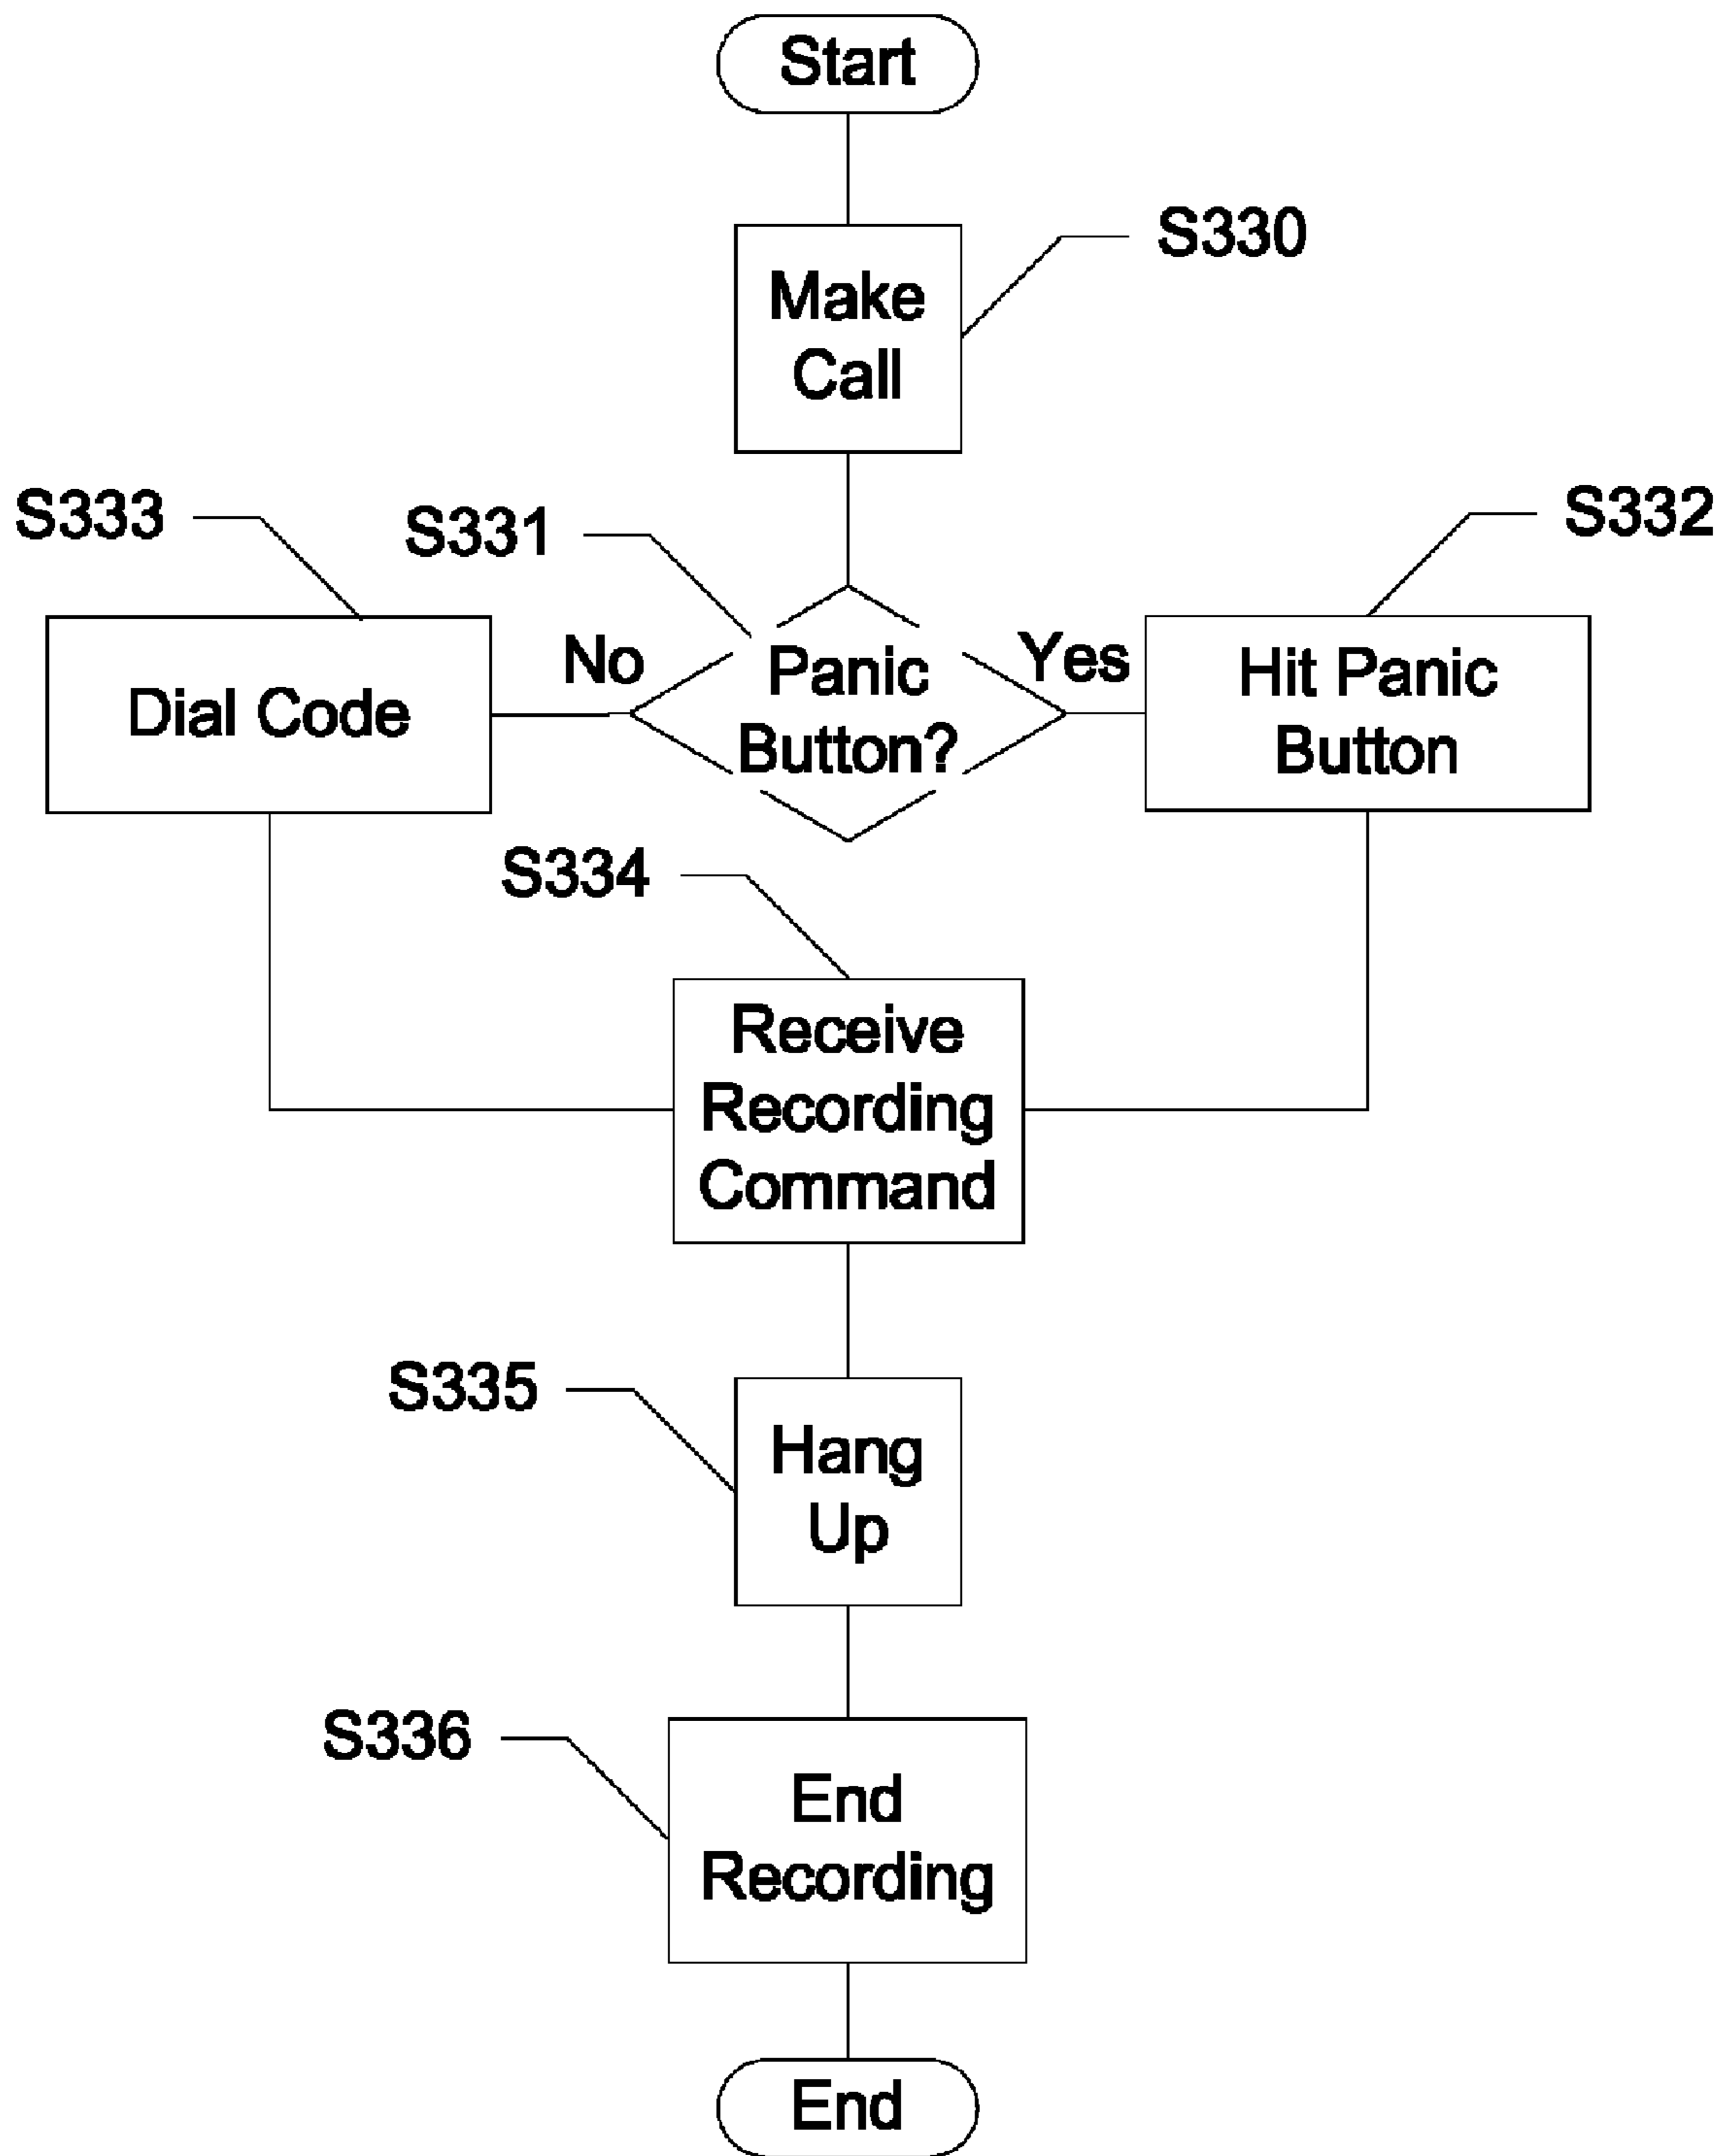 Start
S330
Make
Call
S333
S331
S332
No
Yes
Dial Code
Panic
Button?
Hit Panic
Button
S334
Receive
Recording
Command
S335
Hang
Up
S336
End
Recording
End